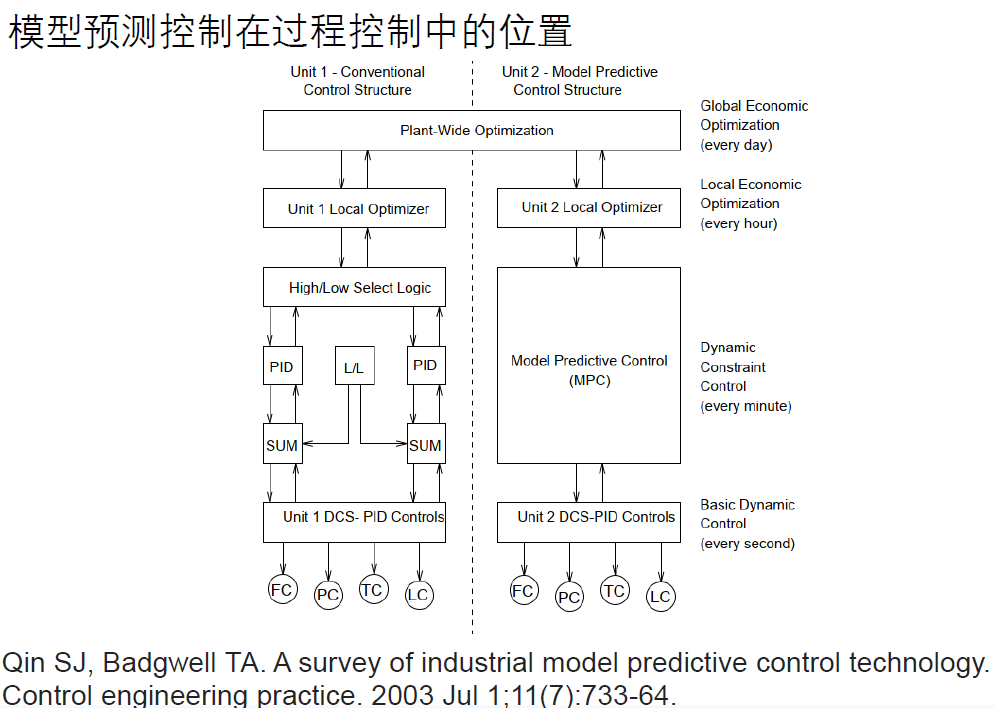 模型预测控制在过程控制中的位置
Unit 1 - Conventional
Control Structure
Unit 2 - Model Predictive
Control Structure
Plant-Wide Optimization
Global Economic
Optimization
(every day)
Unit 1 Local Optimizer
Unit 2 Local Optimizer
Local Economic
Optimization
(every hour)
High/Low Select Logic
PID
L/L
PID
SUM
SUM
Model Predictive Control
(MPC)
Dynamic
Constraint
Control
(every minute)
Unit 1 DCS- PID Controls
Unit 2 DCS-PID Controls
Basic Dynamic
Control
(every second)
FC
PC
TC
LC
FC
PC
TC
LC
Qin SJ, Badgwell TA. A survey of industrial model predictive control technology.
Control engineering practice. 2003 Jul 1;11(7):733-64.